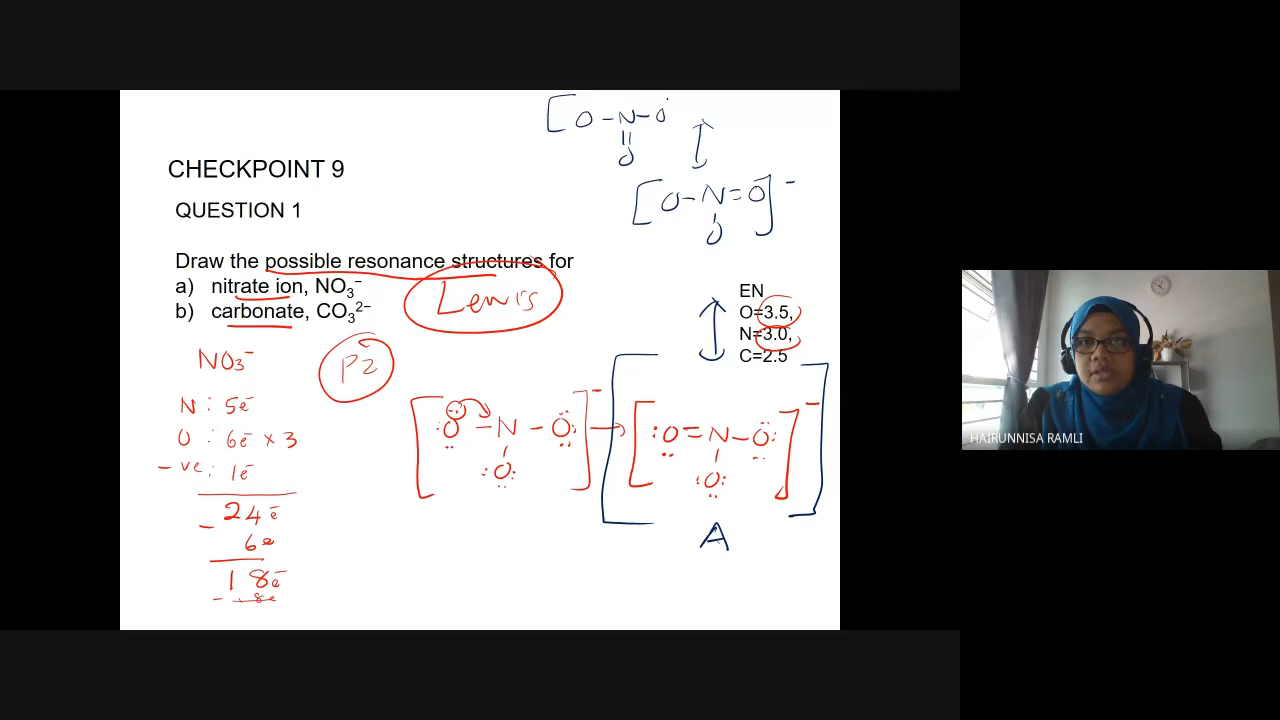 [O-N-O
||
O
CHECKPOINT 9
[O-N=O]⁻
|
O
QUESTION 1
Draw the possible resonance structures for
a) nitrate ion, NO₃⁻
b) carbonate, CO₃²⁻
Lewis
EN
O=3.5,
N=3.0,
C=2.5
NO₃⁻
P2
N : 5e⁻
O : 6e⁻ × 3
-ve : 1e⁻
24e⁻
- 6e
18e⁻
- 18e
[:O-N-O:]⁻ → [:O=N-O:]⁻
:O: :O:
A
HAIRUNNISA RAMLI